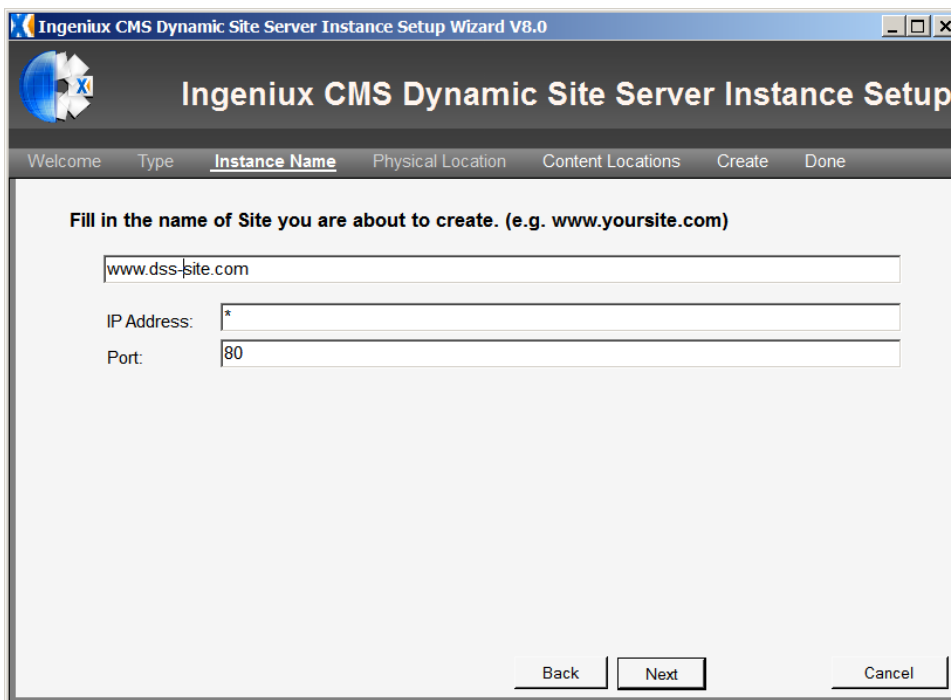 Ingeniux CMS Dynamic Site Server Instance Setup Wizard V8.0
X
Ingeniux CMS Dynamic Site Server Instance Setup
Welcome Type Instance Name Physical Location Content Locations Create Done
Fill in the name of Site you are about to create. (e.g. www.yoursite.com)
www.dss-site.com
IP Address: *
Port: 80
Back Next Cancel